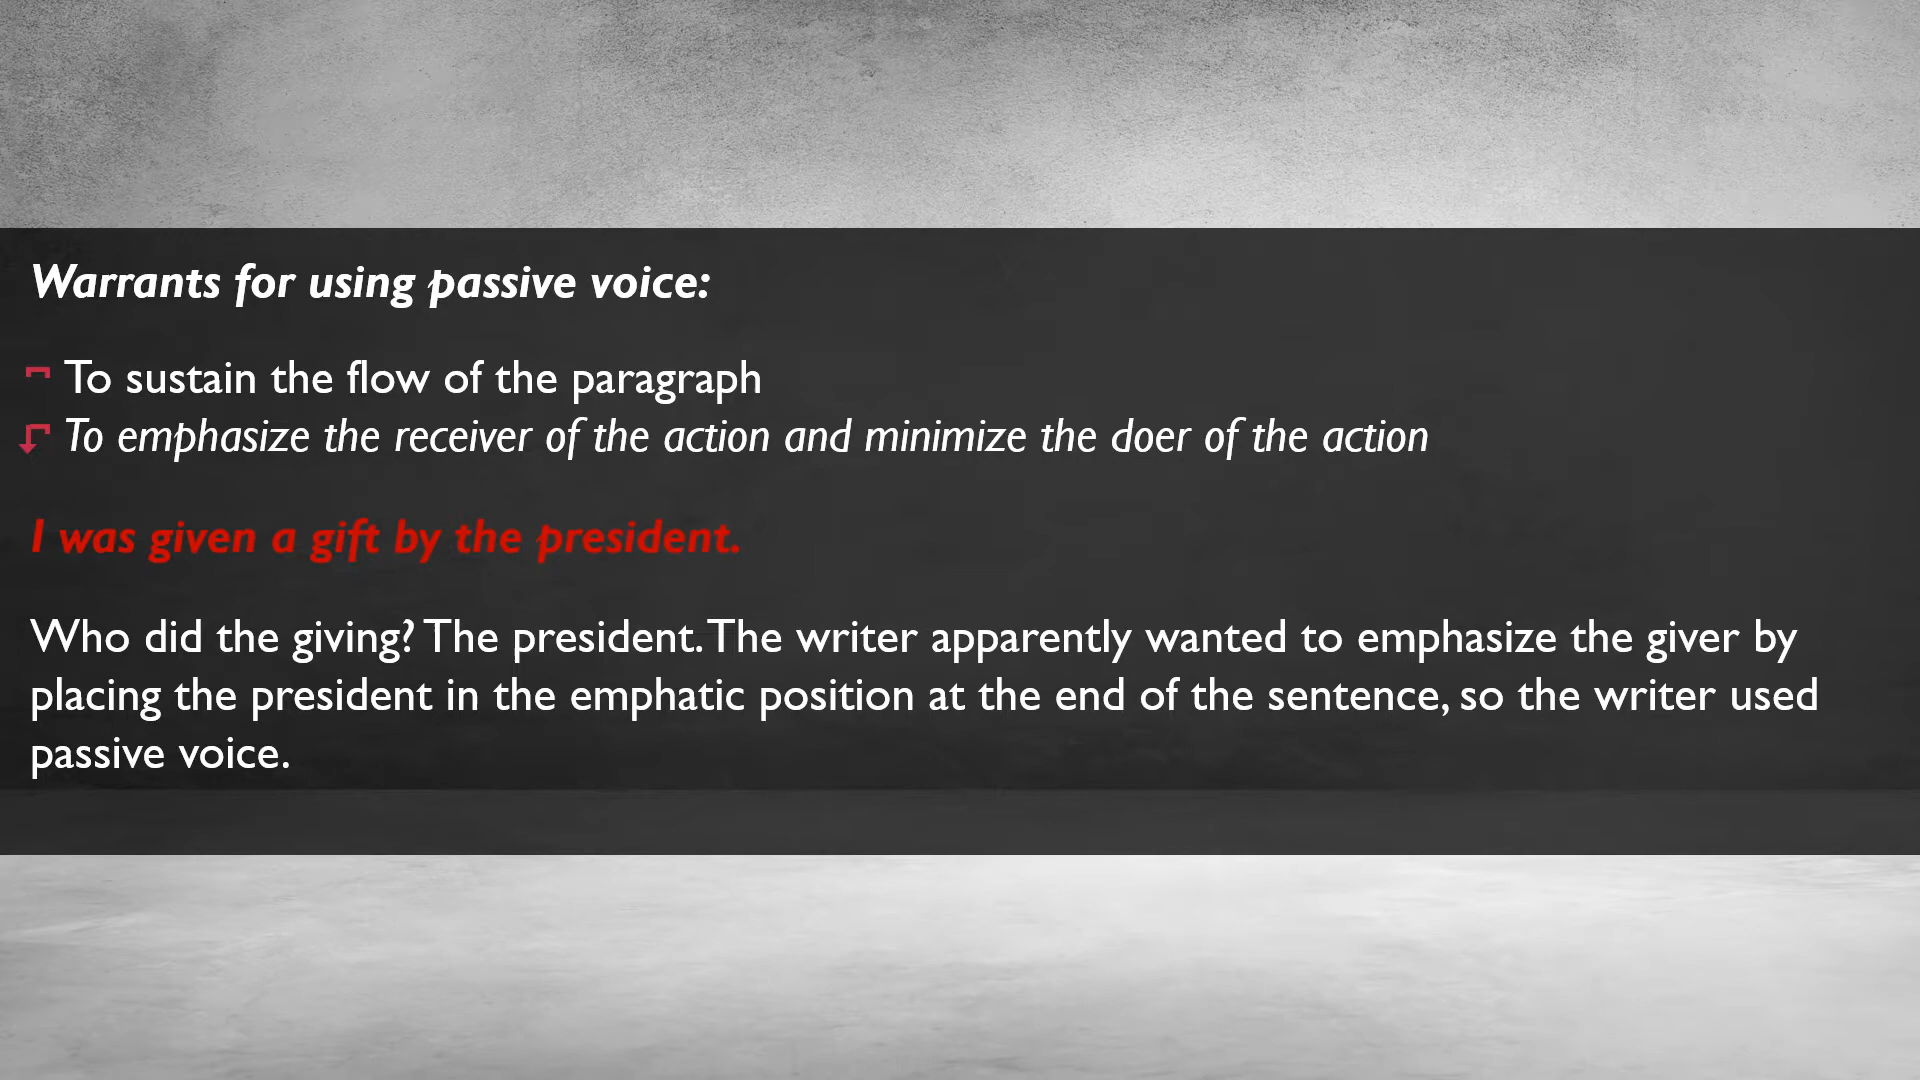 Warrants for using passive voice:
To sustain the flow of the paragraph
To emphasize the receiver of the action and minimize the doer of the action
I was given a gift by the president.
Who did the giving? The president. The writer apparently wanted to emphasize the giver by
placing the president in the emphatic position at the end of the sentence, so the writer used
passive voice.